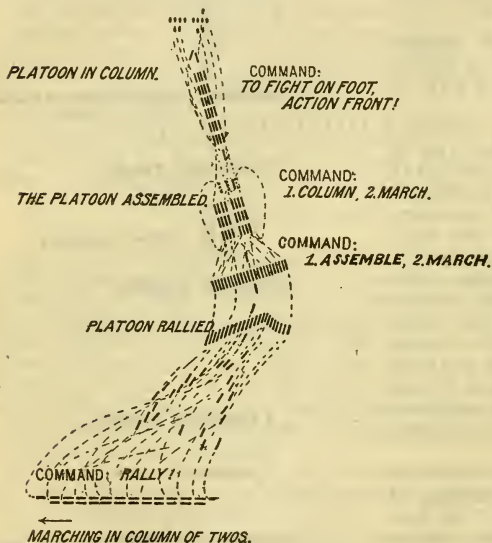 PLATOON IN COLUMN.
COMMAND:
TO FIGHT ON FOOT,
ACTION FRONT!
THE PLATOON ASSEMBLED.
COMMAND:
1. COLUMN, 2. MARCH.
COMMAND:
1. ASSEMBLE, 2. MARCH.
PLATOON RALLIED
COMMAND: RALLY!
MARCHING IN COLUMN OF TWOS.